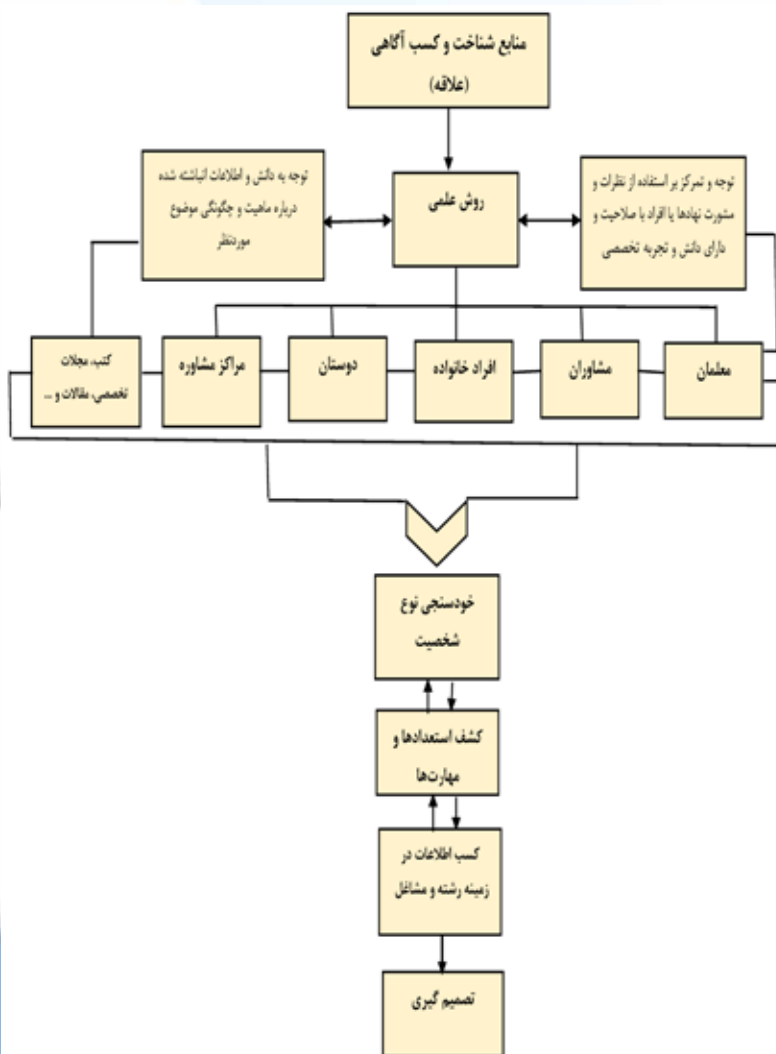 منابع شناخت و کسب آگاهی
(علاقه)
توجه و تمرکز بر استفاده از نظرات و
مشورت نهادها یا افراد با صلاحیت و
دارای دانش و تجربه تخصصی
روش علمی
توجه به دانش و اطلاعات انباشته شده
درباره ماهیت و چگونگی موضوع
موردنظر
معلمان
مشاوران
افراد خانواده
دوستان
مراکز مشاوره
کتب، مجلات
تخصصی، مقالات و ...
خودسنجی نوع
شخصیت
کشف استعدادها و
مهارت‌ها
کسب اطلاعات در
زمینه رشته و مشاغل
تصمیم گیری